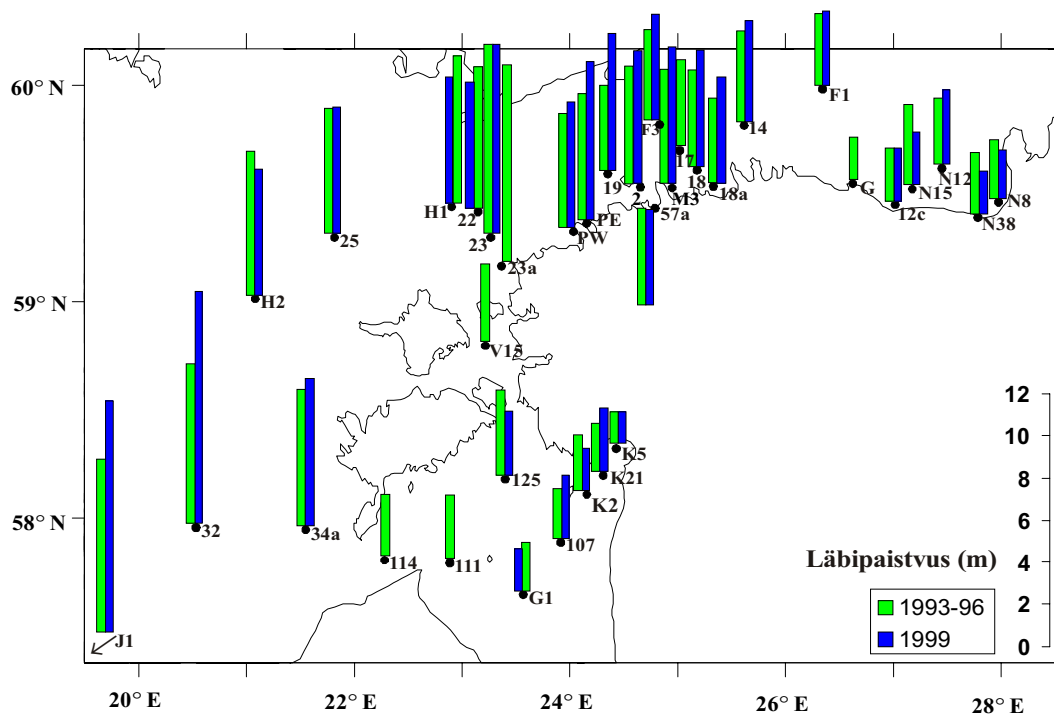 60° N
59° N
58° N
F1
14
F3
17
G
N12
19
2
M3
18
18a
N15
12c
N8
H1
22
PE
57a
N38
25
23
PW
23a
H2
V15
12
10
8
6
4
2
0
K5
125
K21
K2
32
34a
107
114
111
G1
J1
Läbipaistvus (m)
1993-96
1999
20° E
22° E
24° E
26° E
28° E